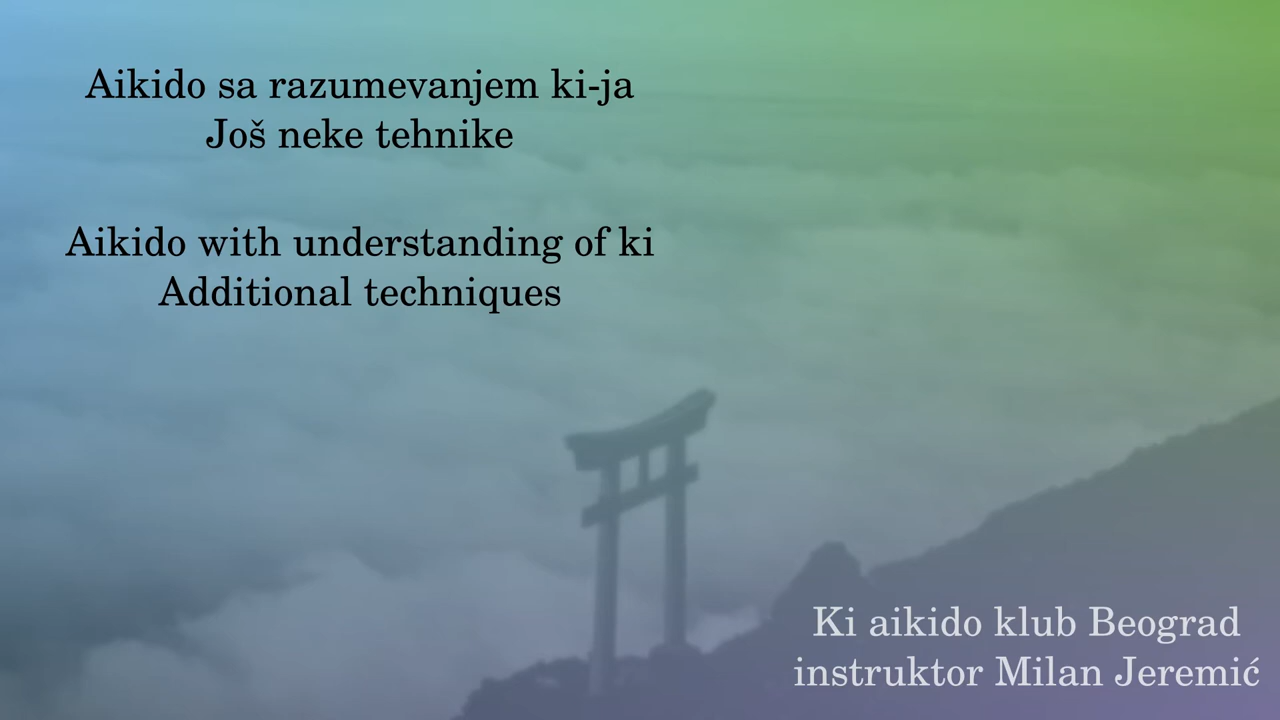 Aikido sa razumevanjem ki-ja
Još neke tehnike
Aikido with understanding of ki
Additional techniques
Ki aikido klub Beograd
instruktor Milan Jeremić